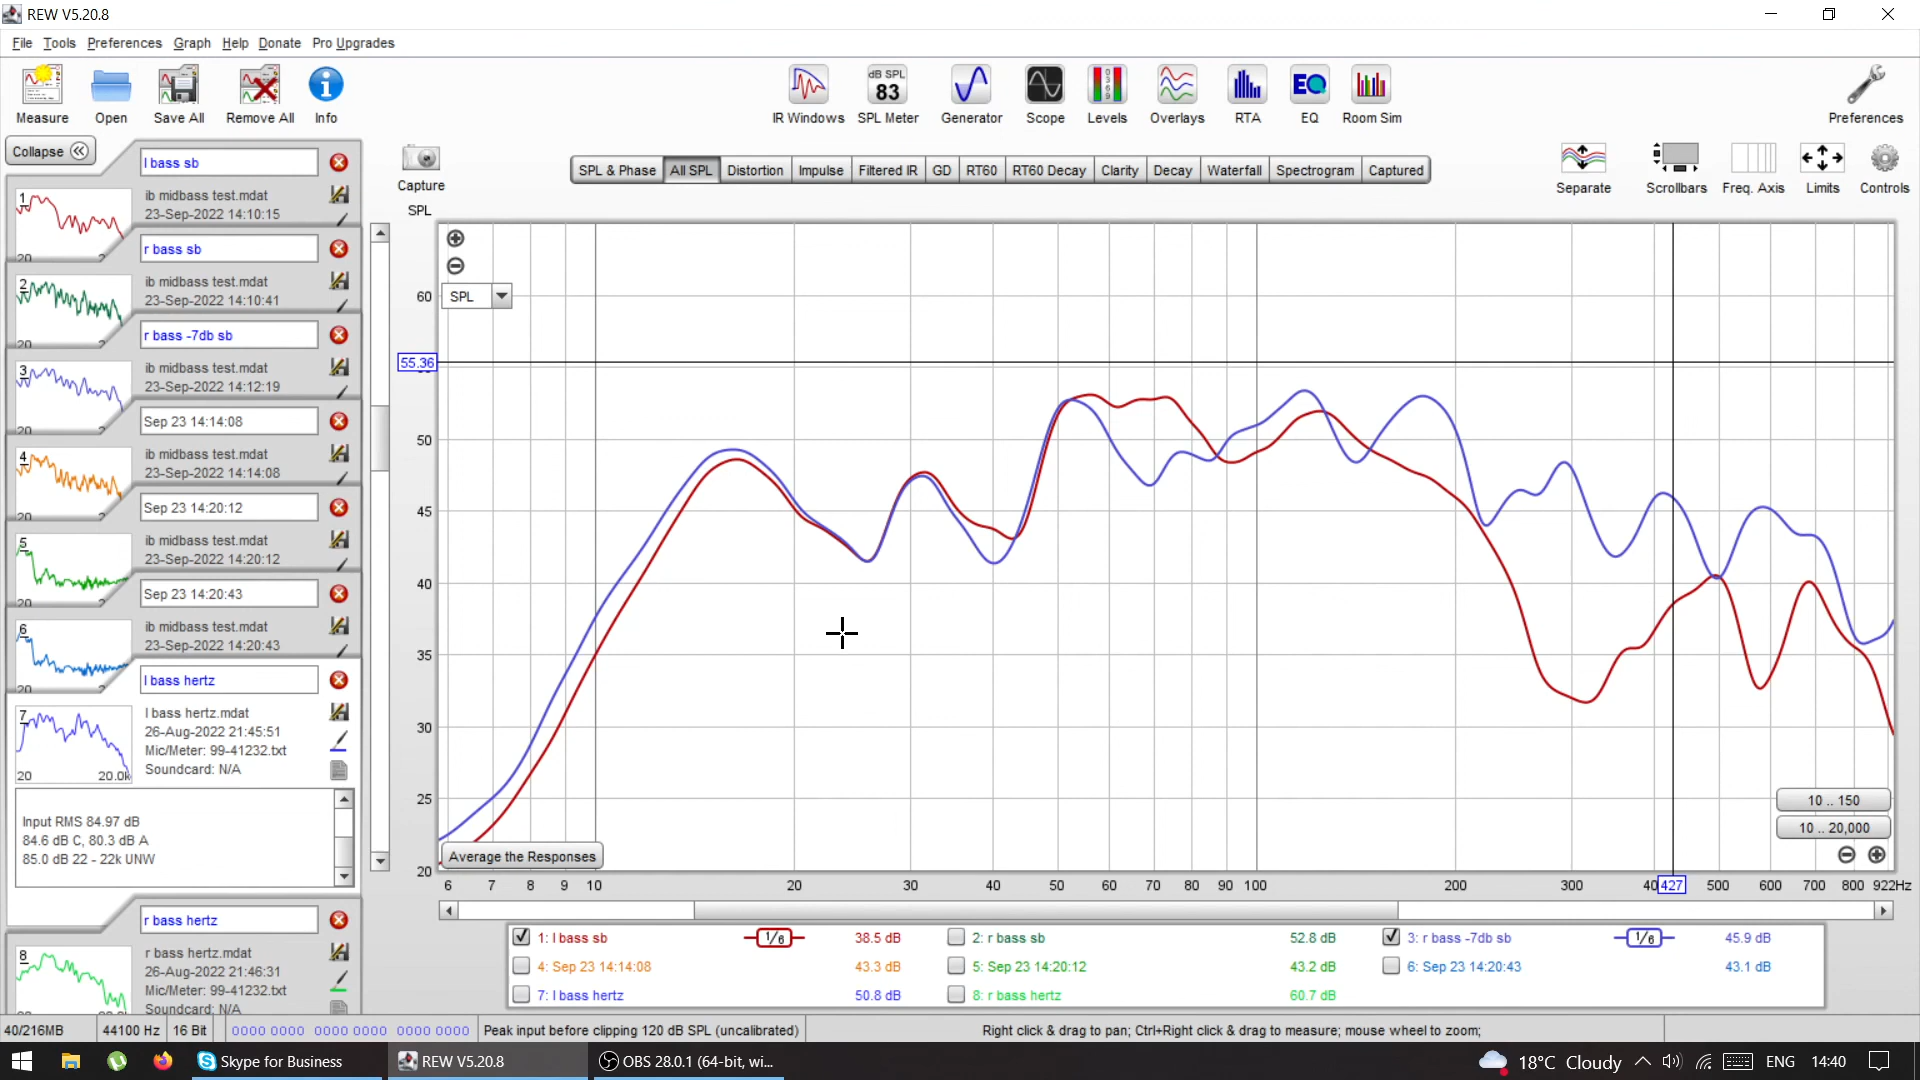 REW V5.20.8
File Tools Preferences Graph Help Donate Pro Upgrades
dB SPL
83
EQ
Measure Open Save All Remove All Info IR Windows SPL Meter Generator Scope Levels Overlays RTA EQ Room Sim Preferences
Collapse
Capture
SPL & Phase All SPL Distortion Impulse Filtered IR GD RT60 RT60 Decay Clarity Decay Waterfall Spectrogram Captured
Separate Scrollbars Freq. Axis Limits Controls
l bass sb
1
ib midbass test.mdat
23-Sep-2022 14:10:15
r bass sb
2
ib midbass test.mdat
23-Sep-2022 14:10:41
r bass -7db sb
3
ib midbass test.mdat
23-Sep-2022 14:12:19
Sep 23 14:14:08
4
ib midbass test.mdat
23-Sep-2022 14:14:08
Sep 23 14:20:12
5
ib midbass test.mdat
23-Sep-2022 14:20:12
Sep 23 14:20:43
6
ib midbass test.mdat
23-Sep-2022 14:20:43
l bass hertz
7
l bass hertz.mdat
26-Aug-2022 21:45:51
Mic/Meter: 99-41232.txt
Soundcard: N/A
20 20.0k
Input RMS 84.97 dB
84.6 dB C, 80.3 dB A
85.0 dB 22 - 22k UNW
r bass hertz
8
r bass hertz.mdat
26-Aug-2022 21:46:31
Mic/Meter: 99-41232.txt
Soundcard: N/A
SPL
SPL
60
55.36
50
45
40
35
30
25
20
10 .. 150
10 .. 20,000
Average the Responses
6 7 8 9 10 20 30 40 50 60 70 80 90 100 200 300 40 427 500 600 700 800 922Hz
1: l bass sb 1/6 38.5 dB 2: r bass sb 52.8 dB 3: r bass -7db sb 1/6 45.9 dB
4: Sep 23 14:14:08 43.3 dB 5: Sep 23 14:20:12 43.2 dB 6: Sep 23 14:20:43 43.1 dB
7: l bass hertz 50.8 dB 8: r bass hertz 60.7 dB
40/216MB 44100 Hz 16 Bit 0000 0000 0000 0000 0000 0000 Peak input before clipping 120 dB SPL (uncalibrated) Right click & drag to pan; Ctrl+Right click & drag to measure; mouse wheel to zoom;
Skype for Business REW V5.20.8 OBS 28.0.1 (64-bit, wi... 18°C Cloudy ENG 14:40